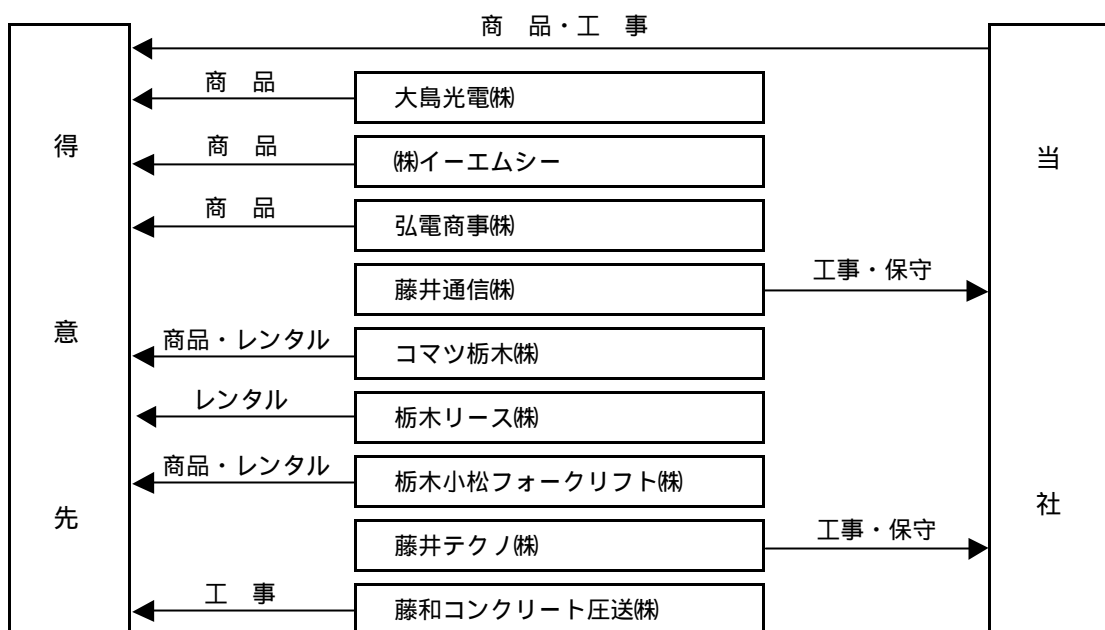 商 品・工 事
商 品
大島光電㈱
商 品
㈱イーエムシー
商 品
弘電商事㈱
藤井通信㈱
工事・保守
商品・レンタル
コマツ栃木㈱
レンタル
栃木リース㈱
商品・レンタル
栃木小松フォークリフト㈱
藤井テクノ㈱
工事・保守
工 事
藤和コンクリート圧送㈱
得意先
当社